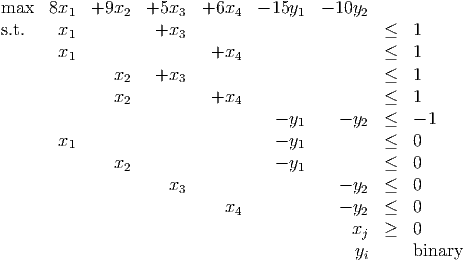 max 8x₁ +9x₂ +5x₃ +6x₄ −15y₁ −10y₂
s.t. x₁ +x₃ ≤ 1
x₁ +x₄ ≤ 1
x₂ +x₃ ≤ 1
x₂ +x₄ ≤ 1
−y₁ −y₂ ≤ −1
x₁ −y₁ ≤ 0
x₂ −y₁ ≤ 0
x₃ −y₂ ≤ 0
x₄ −y₂ ≤ 0
xⱼ ≥ 0
yᵢ binary